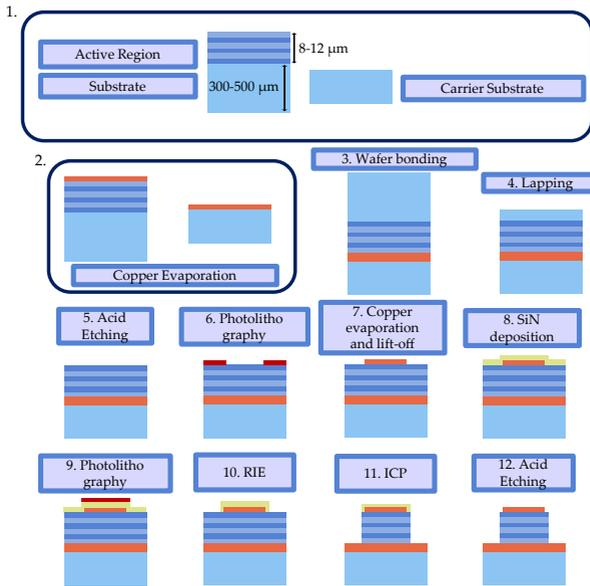 1.
Active Region
8-12 μm
Substrate
300-500 μm
Carrier Substrate
2.
Copper Evaporation
3. Wafer bonding
4. Lapping
5. Acid
Etching
6. Photolitho
graphy
7. Copper
evaporation
and lift-off
8. SiN
deposition
9. Photolitho
graphy
10. RIE
11. ICP
12. Acid
Etching